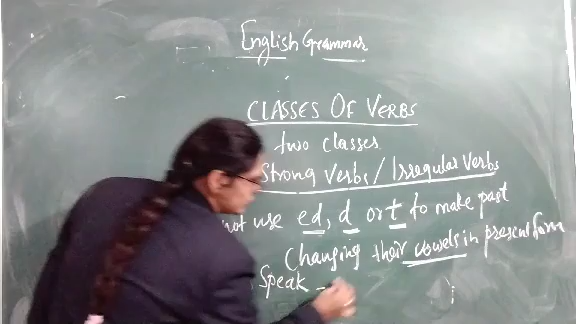 English Grammar
CLASSES OF VERBS
two classes
Strong Verbs / Irregular Verbs
not use ed, d or t to make past
Changing their vowels in present form
Speak –